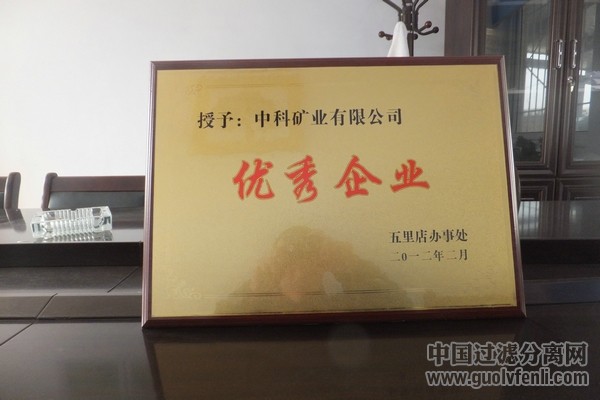 授予：中科矿业有限公司
优秀企业
五里店办事处
二0一二年二月
中国过滤分离网
www.guolvfenli.com